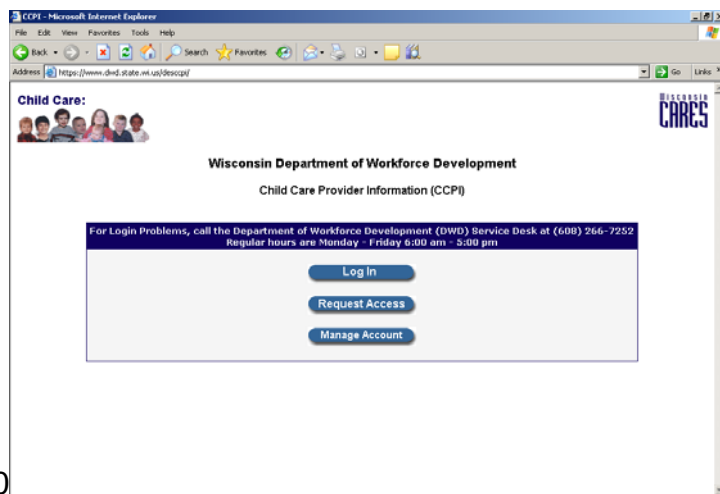 CCPI - Microsoft Internet Explorer
File Edit View Favorites Tools Help
Back Search Favorites
Address https://www.dwd.state.wi.us/desccpi/ Go Links
Child Care:
Wisconsin
CARES
Wisconsin Department of Workforce Development
Child Care Provider Information (CCPI)
For Login Problems, call the Department of Workforce Development (DWD) Service Desk at (608) 266-7252
Regular hours are Monday - Friday 6:00 am - 5:00 pm
Log In
Request Access
Manage Account